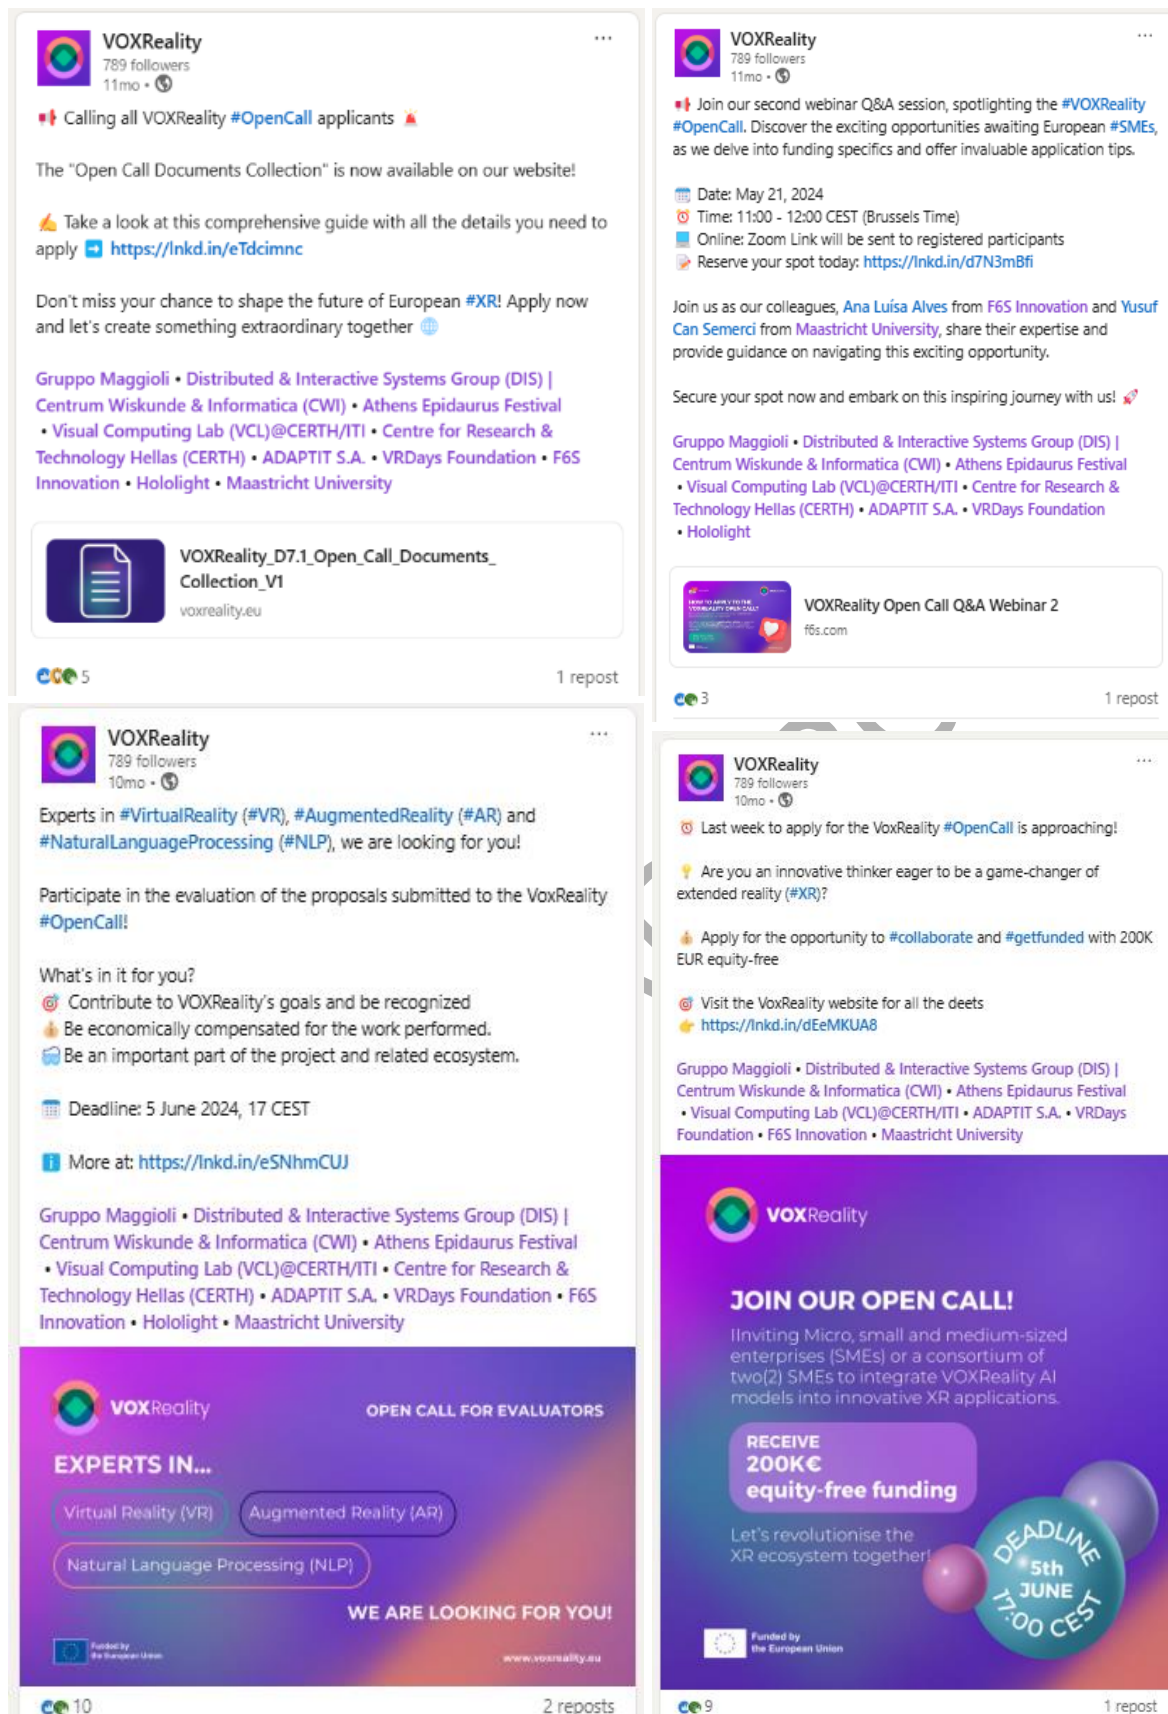 VOXReality
789 followers
11mo •
Calling all VOXReality #OpenCall applicants
The "Open Call Documents Collection" is now available on our website!
Take a look at this comprehensive guide with all the details you need to
apply https://lnkd.in/eTdcimnc
Don't miss your chance to shape the future of European #XR! Apply now
and let's create something extraordinary together
Gruppo Maggioli • Distributed & Interactive Systems Group (DIS) |
Centrum Wiskunde & Informatica (CWI) • Athens Epidaurus Festival
• Visual Computing Lab (VCL)@CERTH/ITI • Centre for Research &
Technology Hellas (CERTH) • ADAPTIT S.A. • VRDays Foundation • F6S
Innovation • Hololight • Maastricht University
VOXReality_D7.1_Open_Call_Documents_
Collection_V1
voxreality.eu
5
1 repost
VOXReality
789 followers
11mo •
Join our second webinar Q&A session, spotlighting the #VOXReality
#OpenCall. Discover the exciting opportunities awaiting European #SMEs,
as we delve into funding specifics and offer invaluable application tips.
Date: May 21, 2024
Time: 11:00 - 12:00 CEST (Brussels Time)
Online: Zoom Link will be sent to registered participants
Reserve your spot today: https://lnkd.in/d7N3mBfi
Join us as our colleagues, Ana Luísa Alves from F6S Innovation and Yusuf
Can Semerci from Maastricht University, share their expertise and
provide guidance on navigating this exciting opportunity.
Secure your spot now and embark on this inspiring journey with us!
Gruppo Maggioli • Distributed & Interactive Systems Group (DIS) |
Centrum Wiskunde & Informatica (CWI) • Athens Epidaurus Festival
• Visual Computing Lab (VCL)@CERTH/ITI • Centre for Research &
Technology Hellas (CERTH) • ADAPTIT S.A. • VRDays Foundation
• Hololight
HOW TO APPLY TO THE
VOXREALITY OPEN CALL?
VOXReality Open Call Q&A Webinar 2
f6s.com
3
1 repost
VOXReality
789 followers
10mo •
Experts in #VirtualReality (#VR), #AugmentedReality (#AR) and
#NaturalLanguageProcessing (#NLP), we are looking for you!
Participate in the evaluation of the proposals submitted to the VoxReality
#OpenCall!
What's in it for you?
Contribute to VOXReality's goals and be recognized
Be economically compensated for the work performed.
Be an important part of the project and related ecosystem.
Deadline: 5 June 2024, 17 CEST
More at: https://lnkd.in/eSNhmCUJ
Gruppo Maggioli • Distributed & Interactive Systems Group (DIS) |
Centrum Wiskunde & Informatica (CWI) • Athens Epidaurus Festival
• Visual Computing Lab (VCL)@CERTH/ITI • Centre for Research &
Technology Hellas (CERTH) • ADAPTIT S.A. • VRDays Foundation • F6S
Innovation • Hololight • Maastricht University
VOXReality
OPEN CALL FOR EVALUATORS
EXPERTS IN...
Virtual Reality (VR)
Augmented Reality (AR)
Natural Language Processing (NLP)
WE ARE LOOKING FOR YOU!
Funded by
the European Union
www.voxreality.eu
10
2 reposts
VOXReality
789 followers
10mo •
Last week to apply for the VoxReality #OpenCall is approaching!
Are you an innovative thinker eager to be a game-changer of
extended reality (#XR)?
Apply for the opportunity to #collaborate and #getfunded with 200K
EUR equity-free
Visit the VoxReality website for all the deets
https://lnkd.in/dEeMKUA8
Gruppo Maggioli • Distributed & Interactive Systems Group (DIS) |
Centrum Wiskunde & Informatica (CWI) • Athens Epidaurus Festival
• Visual Computing Lab (VCL)@CERTH/ITI • ADAPTIT S.A. • VRDays
Foundation • F6S Innovation • Maastricht University
VOXReality
JOIN OUR OPEN CALL!
IInviting Micro, small and medium-sized
enterprises (SMEs) or a consortium of
two(2) SMEs to integrate VOXReality AI
models into innovative XR applications.
RECEIVE
200K€
equity-free funding
Let's revolutionise the
XR ecosystem together!
DEADLINE
5th
JUNE
17:00 CEST
Funded by
the European Union
9
1 repost